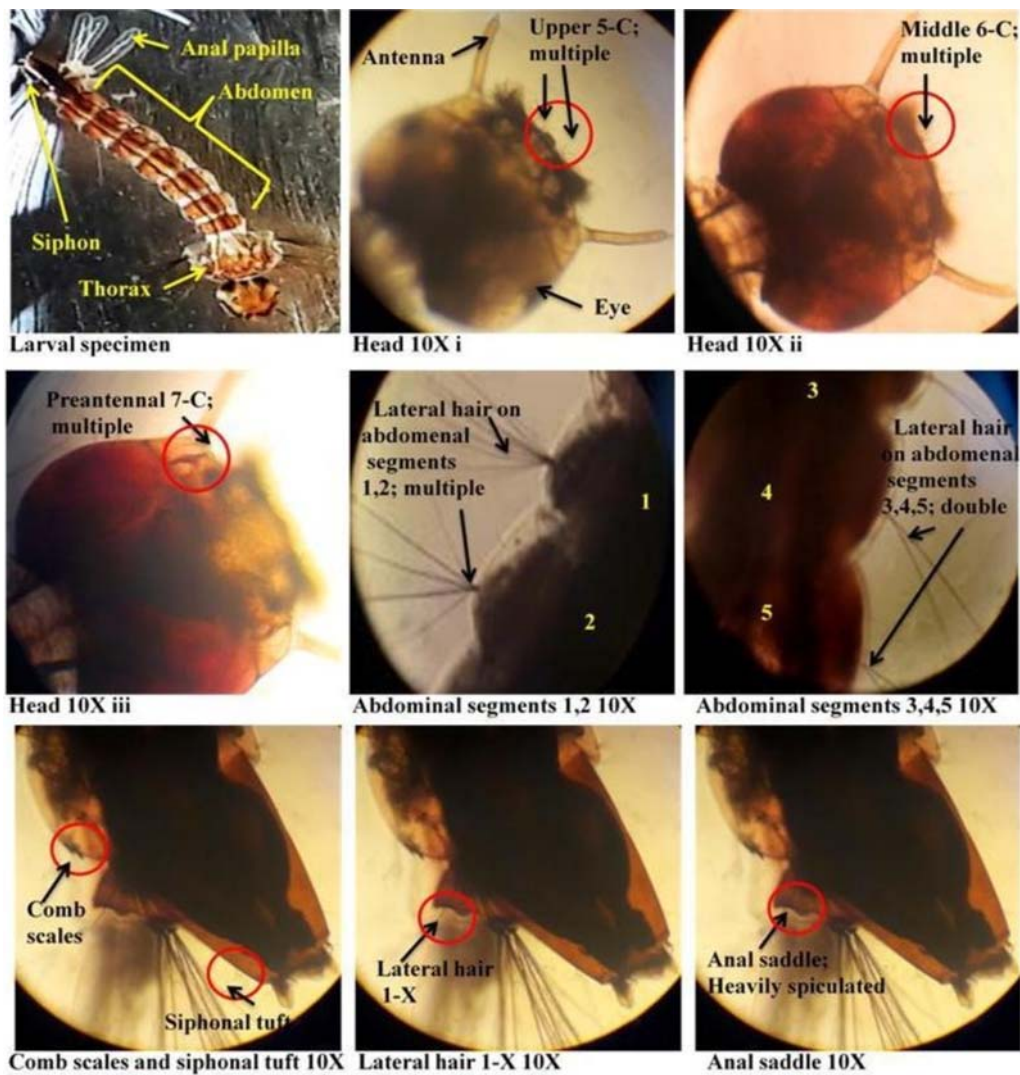 Anal papilla
Abdomen
Siphon
Thorax
Larval specimen
Antenna
Upper 5-C;
multiple
Eye
Head 10X i
Middle 6-C;
multiple
Head 10X ii
Preantennal 7-C;
multiple
Head 10X iii
Lateral hair on
abdomenal
segments
1,2; multiple
1
2
Abdominal segments 1,2 10X
3
Lateral hair
on abdomenal
segments
3,4,5; double
4
5
Abdominal segments 3,4,5 10X
Comb
scales
Siphonal tuft
Comb scales and siphonal tuft 10X
Lateral hair
1-X
Lateral hair 1-X 10X
Anal saddle;
Heavily spiculated
Anal saddle 10X